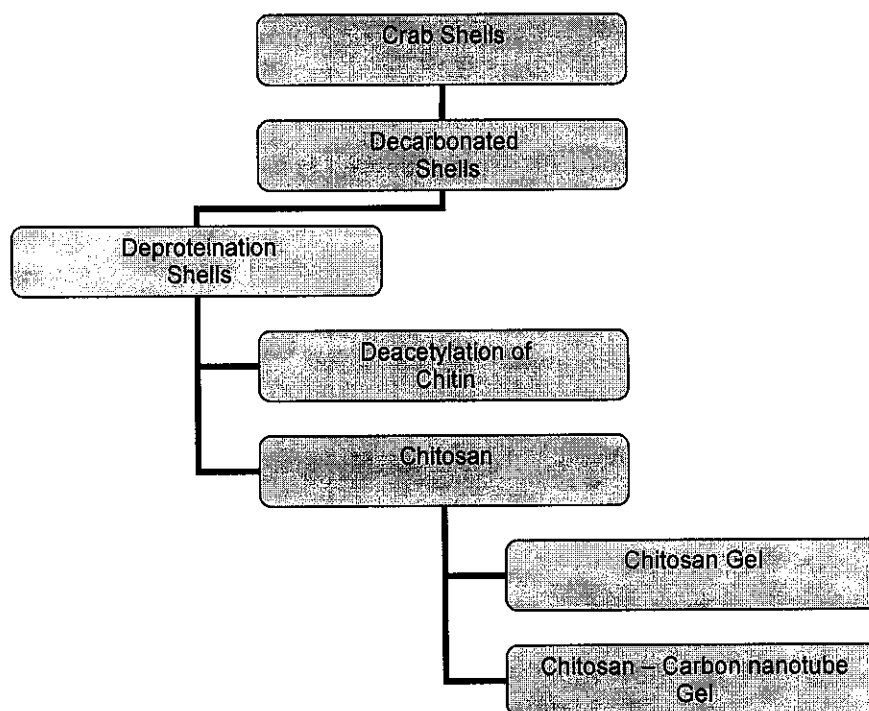 Crab Shells
Decarbonated
Shells
Deproteination
Shells
Deacetylation of
Chitin
Chitosan
Chitosan Gel
Chitosan – Carbon nanotube
Gel